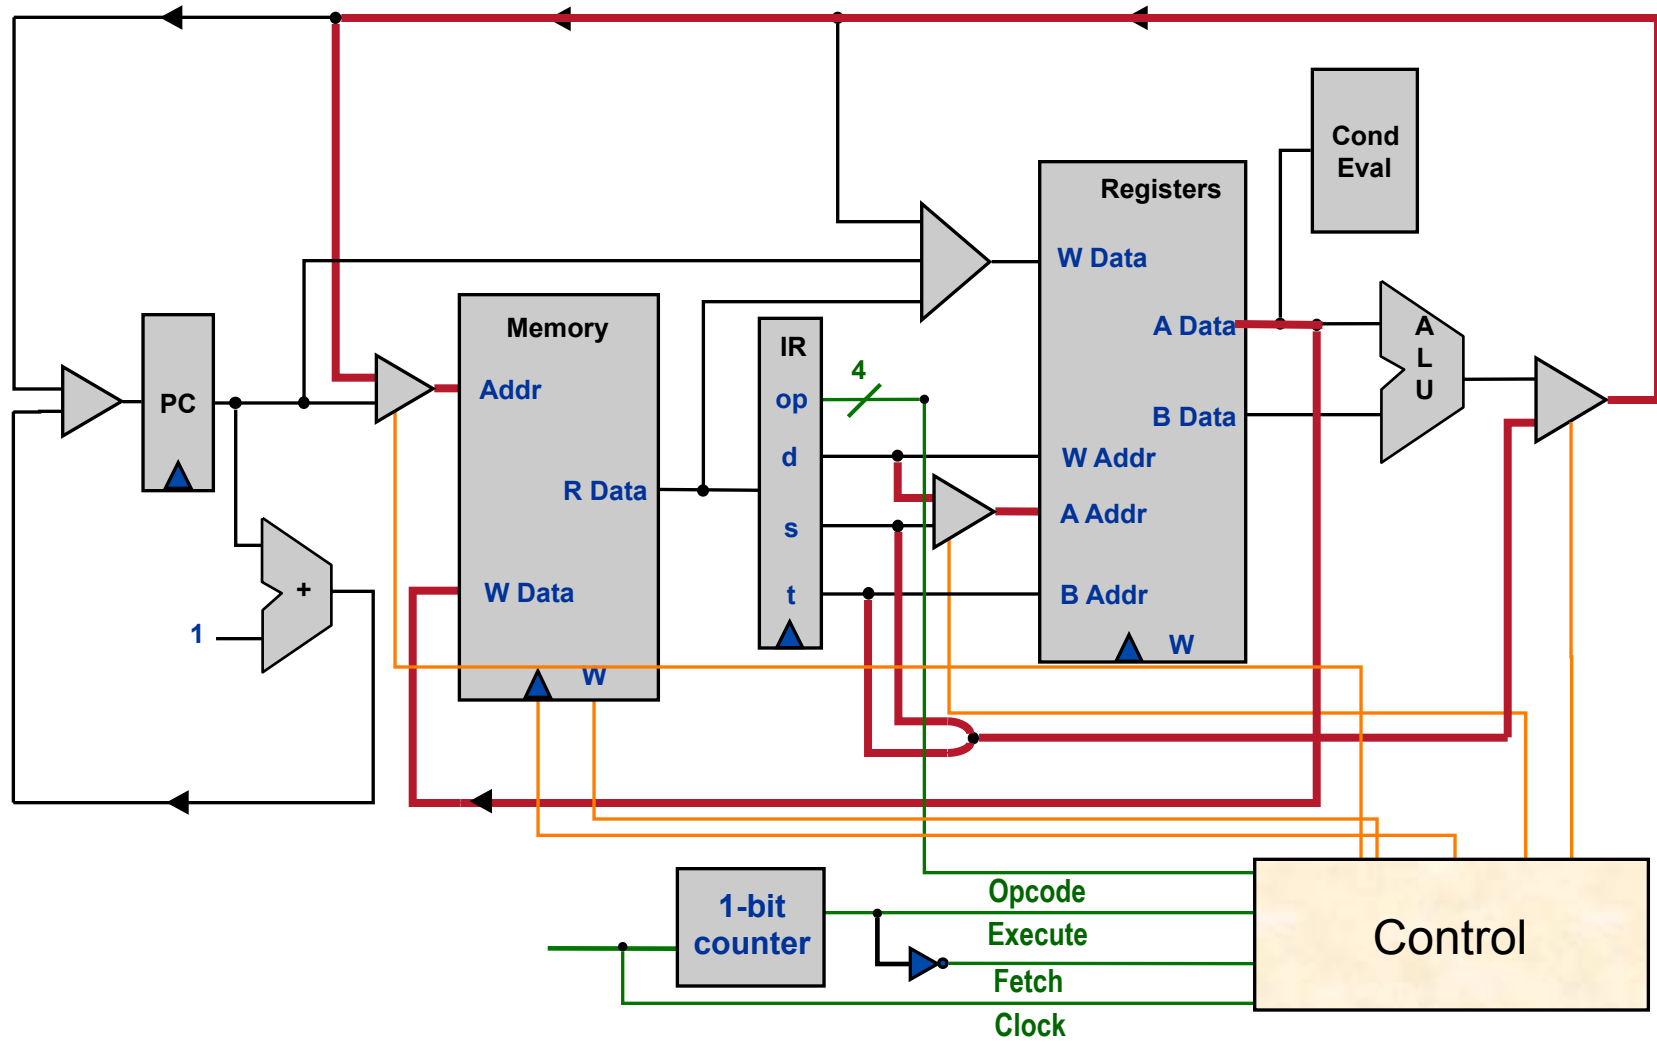 Cond
Eval
Registers
W Data
A Data
A
L
U
B Data
W Addr
A Addr
B Addr
W
Memory
Addr
R Data
W Data
W
IR
op
d
s
t
4
PC
+
1
1-bit
counter
Opcode
Execute
Fetch
Clock
Control